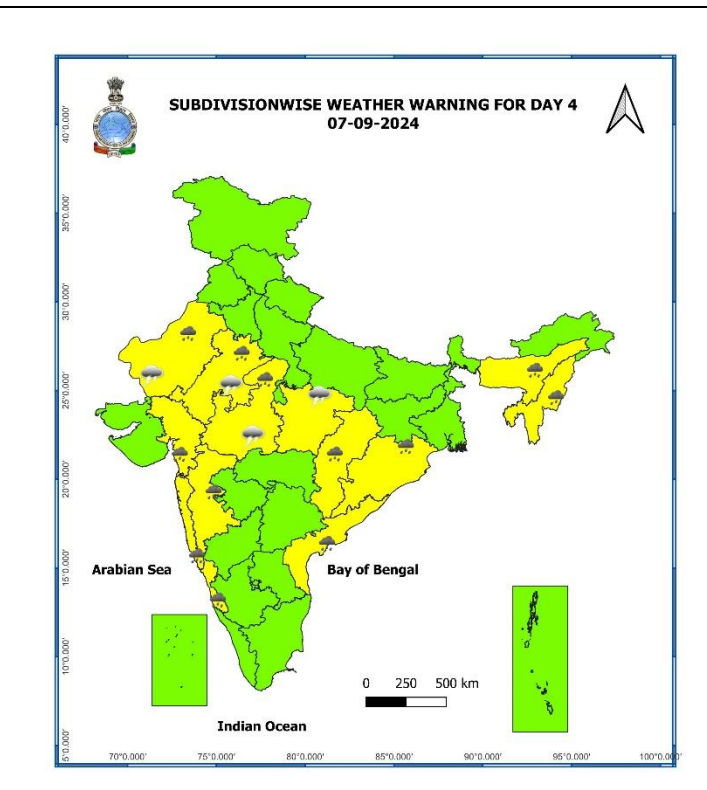 SUBDIVISIONWISE WEATHER WARNING FOR DAY 4
07-09-2024
40°0.000'
35°0.000'
30°0.000'
25°0.000'
20°0.000'
15°0.000'
10°0.000'
5°0.000'
Arabian Sea
Bay of Bengal
0 250 500 km
Indian Ocean
70°0.000' 75°0.000' 80°0.000' 85°0.000' 90°0.000' 95°0.000' 100°0.000'